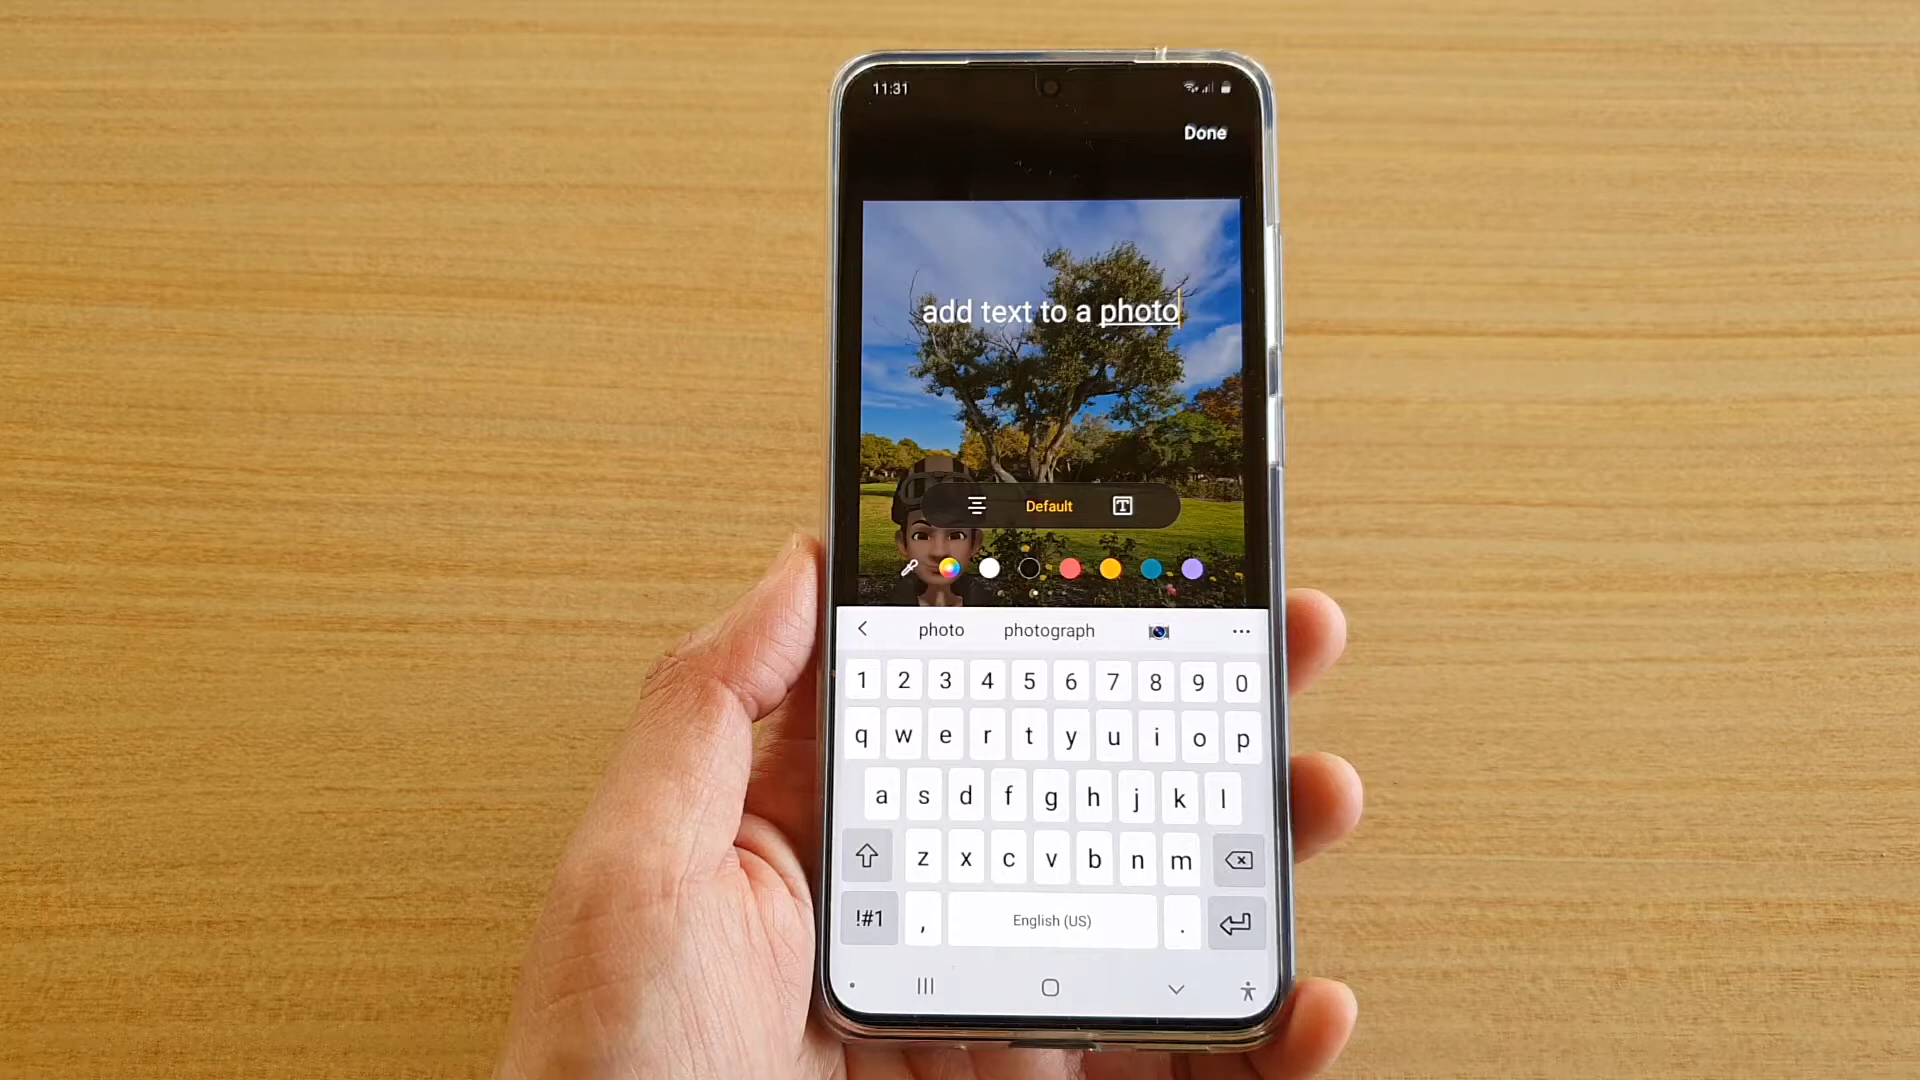 11:31
Done
add text to a photo
Default
photo photograph
1 2 3 4 5 6 7 8 9 0
q w e r t y u i o p
a s d f g h j k l
z x c v b n m
!#1 , English (US) .